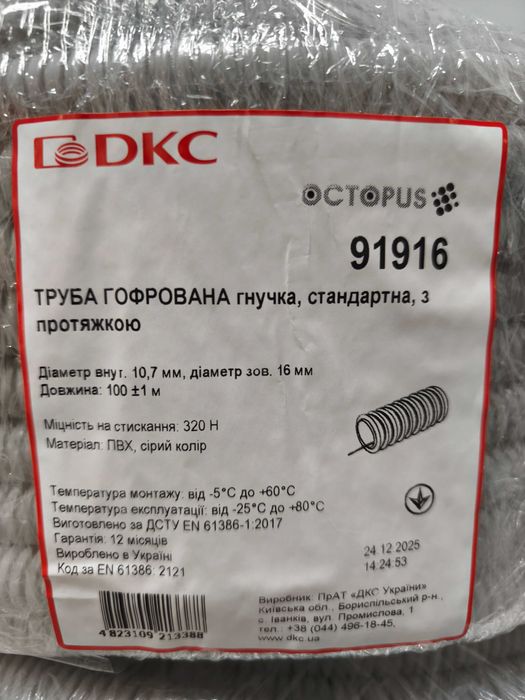 DKC
OCTOPUS
91916
ТРУБА ГОФРОВАНА гнучка, стандартна, з
протяжкою
Діаметр внут. 10,7 мм, діаметр зов. 16 мм
Довжина: 100 ±1 м
Міцність на стискання: 320 Н
Матеріал: ПВХ, сірий колір
Температура монтажу: від -5°С до +60°С
Температура експлуатації: від -25°С до +80°С
Виготовлено за ДСТУ EN 61386-1:2017
Гарантія: 12 місяців
Вироблено в Україні
Код за EN 61386: 2121
24.12.2025
14:24:53
4 823109 213388
Виробник: ПрАТ «ДКС України»
Київська обл., Бориспільський р-н.,
с. Іванків, вул. Промислова, 1
тел.: +38 (044) 496-18-45,
www.dkc.ua